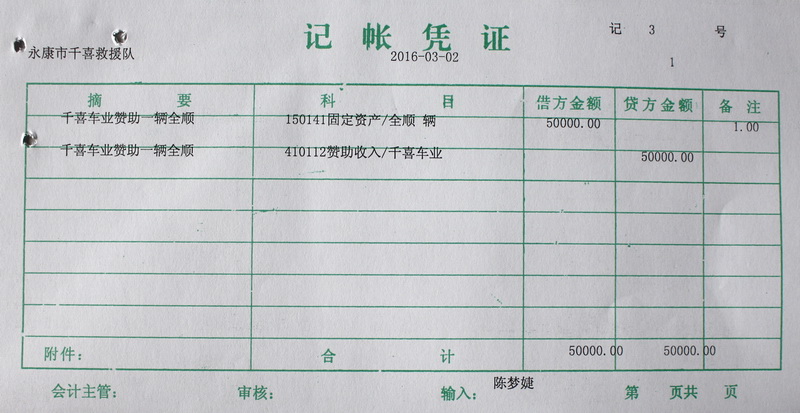 记帐凭证
记 3 号
永康市千喜救援队
2016-03-02
1
摘要 科目 借方金额 贷方金额 备注
千喜车业赞助一辆全顺 150141固定资产/全顺 辆 50000.00 1.00
千喜车业赞助一辆全顺 410112赞助收入/千喜车业 50000.00
附件： 合计 50000.00 50000.00
会计主管： 审核： 输入： 陈梦婕 第 页共 页